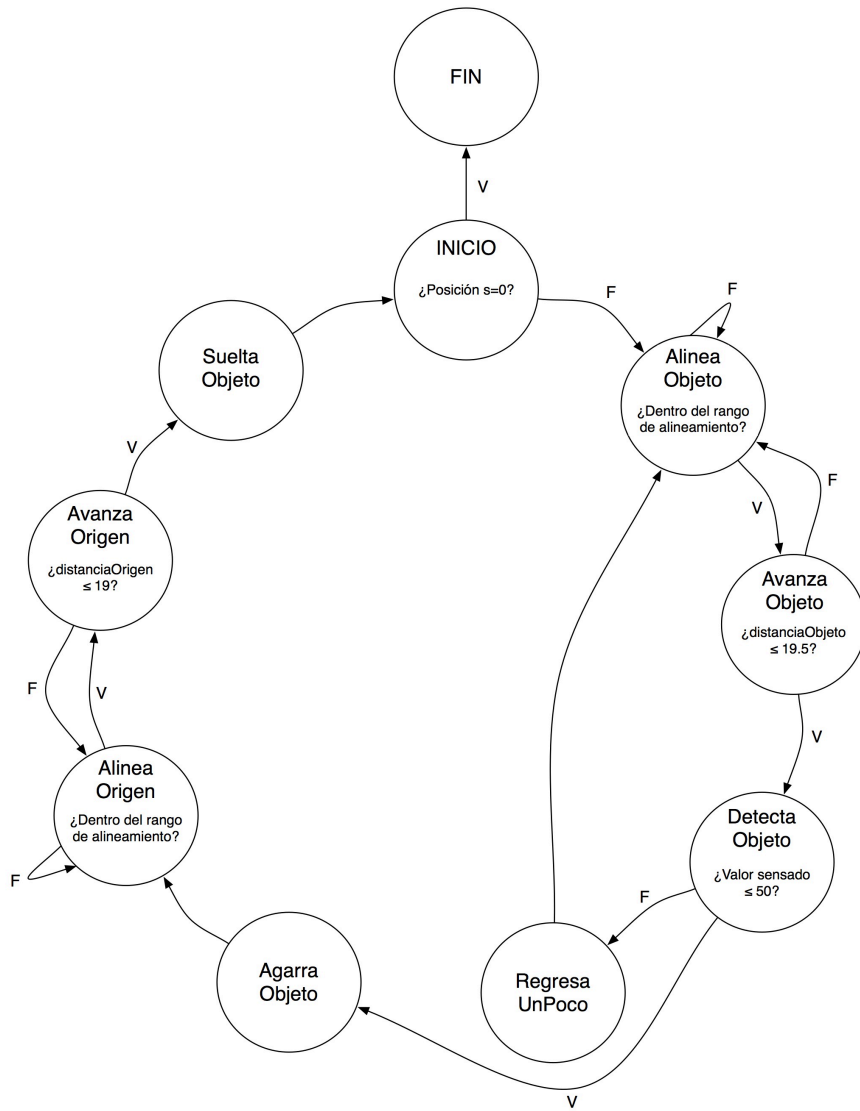 FIN
V
INICIO
¿Posición s=0?
F
F
Alinea
Objeto
¿Dentro del rango
de alineamiento?
Suelta
Objeto
V
V
F
Avanza
Origen
¿distanciaOrigen
≤ 19?
Avanza
Objeto
¿distanciaObjeto
≤ 19.5?
F
V
V
Alinea
Origen
¿Dentro del rango
de alineamiento?
F
Detecta
Objeto
¿Valor sensado
≤ 50?
F
Agarra
Objeto
Regresa
UnPoco
V